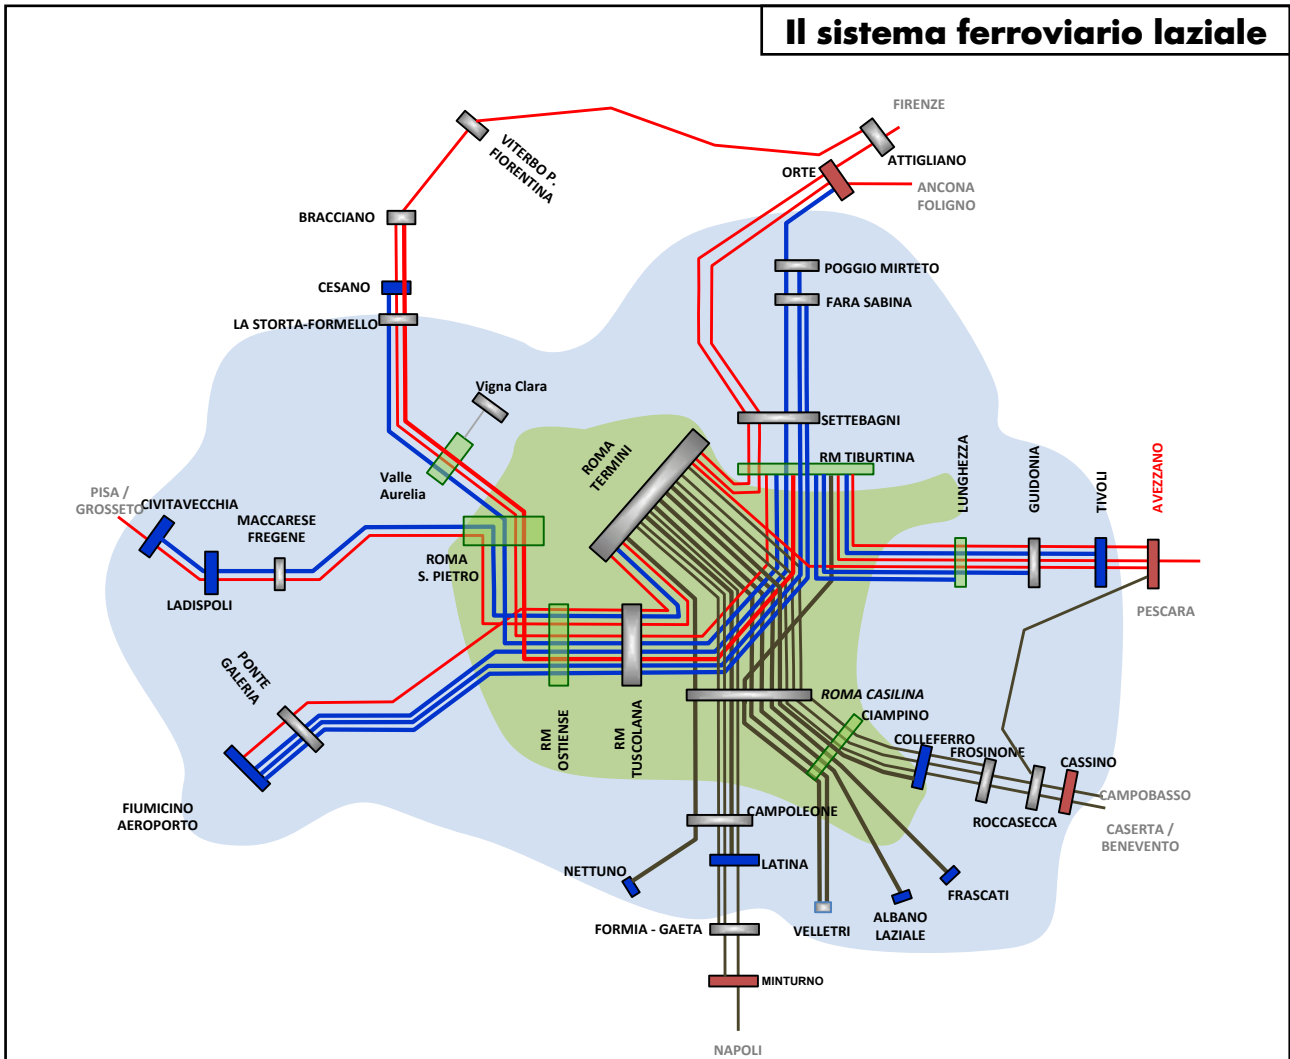 Il sistema ferroviario laziale
FIRENZE
ATTIGLIANO
VITERBO P.
FIORENTINA
ORTE
ANCONA
FOLIGNO
BRACCIANO
POGGIO MIRTETO
CESANO
FARA SABINA
LA STORTA-FORMELLO
Vigna Clara
SETTEBAGNI
ROMA
TERMINI
RM TIBURTINA
LUNGHEZZA
GUIDONIA
TIVOLI
AVEZZANO
Valle
Aurelia
PISA /
GROSSETO
CIVITAVECCHIA
MACCARESE
FREGENE
ROMA
S. PIETRO
LADISPOLI
PESCARA
PONTE
GALERIA
ROMA CASILINA
CIAMPINO
RM
OSTIENSE
RM
TUSCOLANA
COLLEFERRO
FROSINONE
CASSINO
CAMPOBASSO
FIUMICINO
AEROPORTO
CAMPOLEONE
ROCCASECCA
CASERTA /
BENEVENTO
NETTUNO
LATINA
FRASCATI
ALBANO
LAZIALE
FORMIA - GAETA
VELLETRI
MINTURNO
NAPOLI